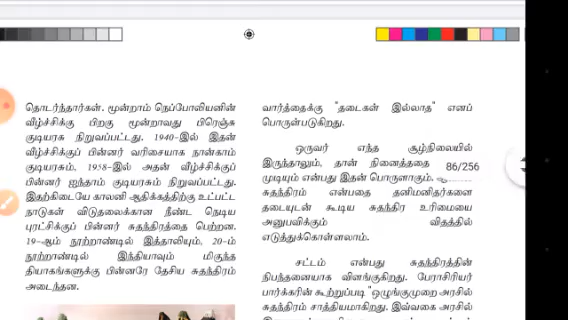 தொடர்ந்தார்கள். மூன்றாம் நெப்போலியனின்
வீழ்ச்சிக்கு பிறகு மூன்றாவது பிரெஞ்சு
குடியரசு நிறுவப்பட்டது. 1940-இல் இதன்
வீழ்ச்சிக்குப் பின்னர் வரிசையாக நான்காம்
குடியரசும், 1958-இல் அதன் வீழ்ச்சிக்குப்
பின்னர் ஐந்தாம் குடியரசும் நிறுவப்பட்டது.
இதற்கிடையே காலனி ஆதிக்கத்திற்கு உட்பட்ட
நாடுகள் விடுதலைக்கான நீண்ட நெடிய
புரட்சிக்குப் பின்னர் சுதந்திரத்தை பெற்றன.
19-ஆம் நூற்றாண்டில் இத்தாலியும், 20-ம்
நூற்றாண்டில் இந்தியாவும் மிகுந்த
தியாகங்களுக்கு பின்னரே தேசிய சுதந்திரம்
அடைந்தன.
வார்த்தைக்கு "தடைகள் இல்லாத" எனப்
பொருள்படுகிறது.
ஒருவர் எந்த சூழ்நிலையில்
இருந்தாலும், தான் நினைத்ததை
முடியும் என்பது இதன் பொருளாகும்.
சுதந்திரம் என்பதை தனிமனிதர்களை
தடையுடன் கூடிய சுதந்திர உரிமையை
அனுபவிக்கும் விதத்தில்
எடுத்துக்கொள்ளலாம்.
சட்டம் என்பது சுதந்திரத்தின்
நிபந்தனையாக விளங்குகிறது. பேராசிரியர்
பார்க்கரின் கூற்றுப்படி "ஒழுங்குமுறை அரசில்
சுதந்திரம் சாத்தியமாகிறது. இவ்வகை அரசில்
86/256